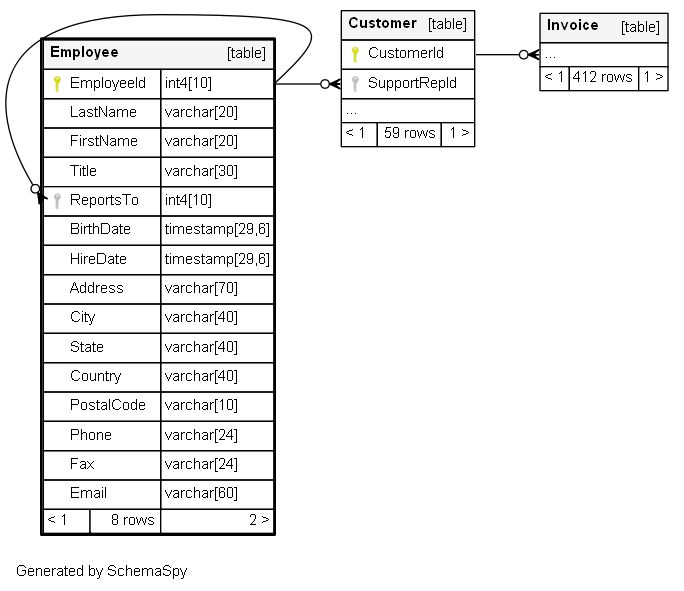 Employee [table]
EmployeeId int4[10]
LastName varchar[20]
FirstName varchar[20]
Title varchar[30]
ReportsTo int4[10]
BirthDate timestamp[29,6]
HireDate timestamp[29,6]
Address varchar[70]
City varchar[40]
State varchar[40]
Country varchar[40]
PostalCode varchar[10]
Phone varchar[24]
Fax varchar[24]
Email varchar[60]
< 1 8 rows 2 >
Customer [table]
CustomerId
SupportRepId
...
< 1 59 rows 1 >
Invoice [table]
...
< 1 412 rows 1 >
Generated by SchemaSpy